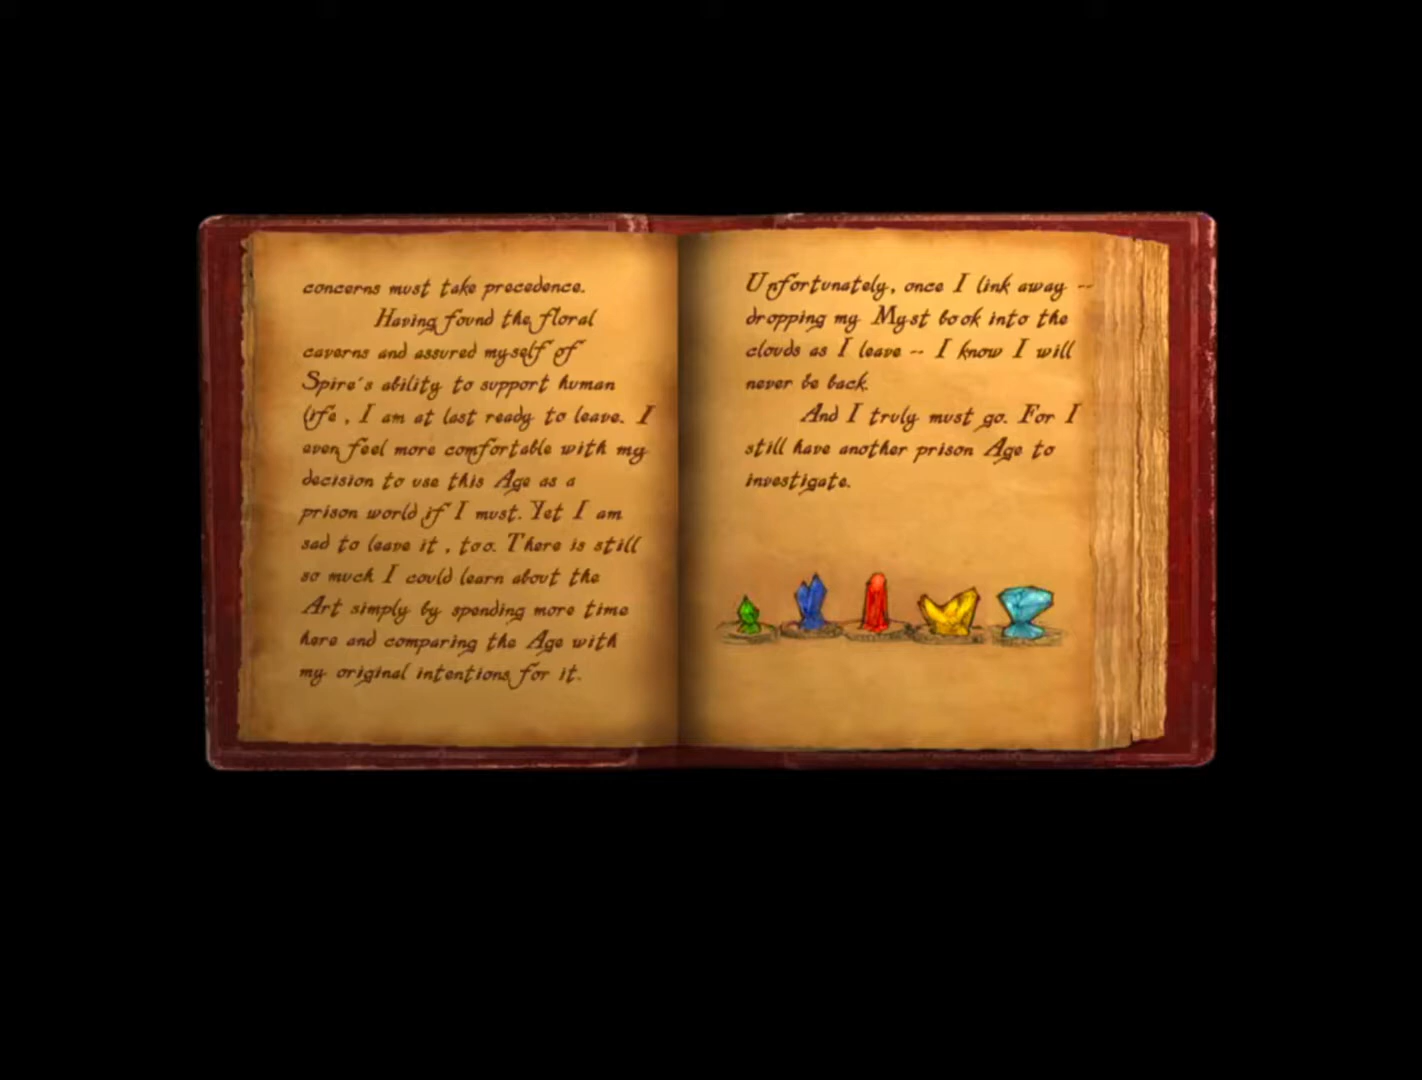 concerns must take precedence.
Having found the floral
caverns and assured myself of
Spire's ability to support human
life, I am at last ready to leave. I
even feel more comfortable with my
decision to use this Age as a
prison world if I must. Yet I am
sad to leave it, too. There is still
so much I could learn about the
Art simply by spending more time
here and comparing the Age with
my original intentions for it.
Unfortunately, once I link away --
dropping my Myst book into the
clouds as I leave -- I know I will
never be back.
And I truly must go. For I
still have another prison Age to
investigate.